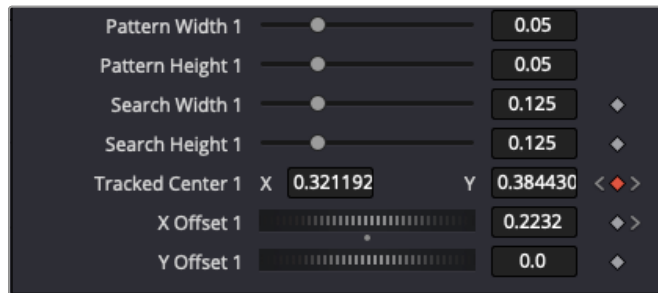 Pattern Width 1 0.05
Pattern Height 1 0.05
Search Width 1 0.125
Search Height 1 0.125
Tracked Center 1 X 0.321192 Y 0.384430
X Offset 1 0.2232
Y Offset 1 0.0